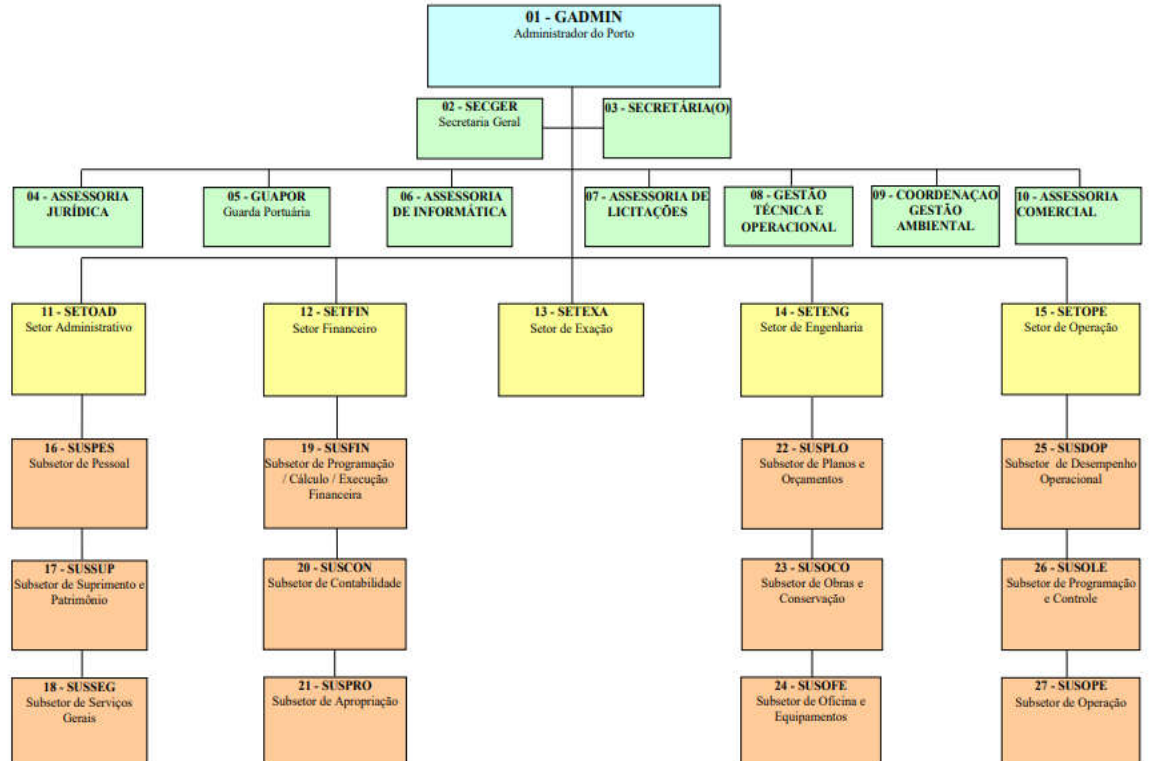 01 - GADMIN
Administrador do Porto
02 - SECGER
Secretaria Geral
03 - SECRETÁRIA(O)
04 - ASSESSORIA
JURÍDICA
05 - GUAPOR
Guarda Portuária
06 - ASSESSORIA
DE INFORMÁTICA
07 - ASSESSORIA DE
LICITAÇÕES
08 - GESTÃO
TÉCNICA E
OPERACIONAL
09 - COORDENAÇAO
GESTÃO
AMBIENTAL
10 - ASSESSORIA
COMERCIAL
11 - SETOAD
Setor Administrativo
12 - SETFIN
Setor Financeiro
13 - SETEXA
Setor de Exação
14 - SETENG
Setor de Engenharia
15 - SETOPE
Setor de Operação
16 - SUSPES
Subsetor de Pessoal
19 - SUSFIN
Subsetor de Programação
/ Cálculo / Execução
Financeira
22 - SUSPLO
Subsetor de Planos e
Orçamentos
25 - SUSDOP
Subsetor de Desempenho
Operacional
17 - SUSSUP
Subsetor de Suprimento e
Patrimônio
20 - SUSCON
Subsetor de Contabilidade
23 - SUSOCO
Subsetor de Obras e
Conservação
26 - SUSOLE
Subsetor de Programação
e Controle
18 - SUSSEG
Subsetor de Serviços
Gerais
21 - SUSPRO
Subsetor de Apropriação
24 - SUSOFE
Subsetor de Oficina e
Equipamentos
27 - SUSOPE
Subsetor de Operação